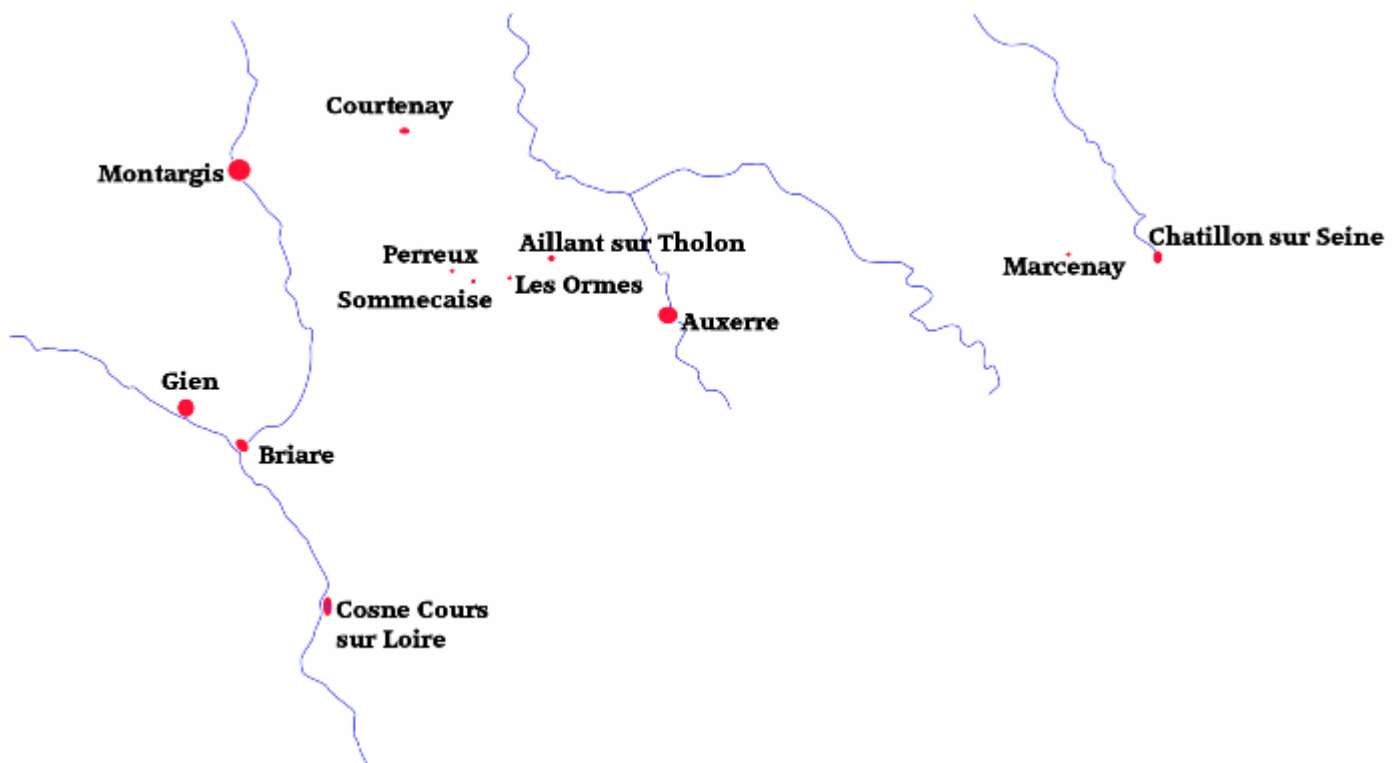 Courtenay
Montargis
Aillant sur Tholon
Chatillon sur Seine
Perreux
Marcenay
Les Ormes
Sommecaise
Auxerre
Gien
Briare
Cosne Cours
sur Loire